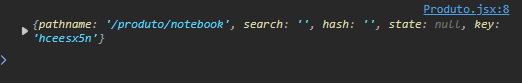 Produto.jsx:8
{pathname: '/produto/notebook', search: '', hash: '', state: null, key:
'hceesx5n'}